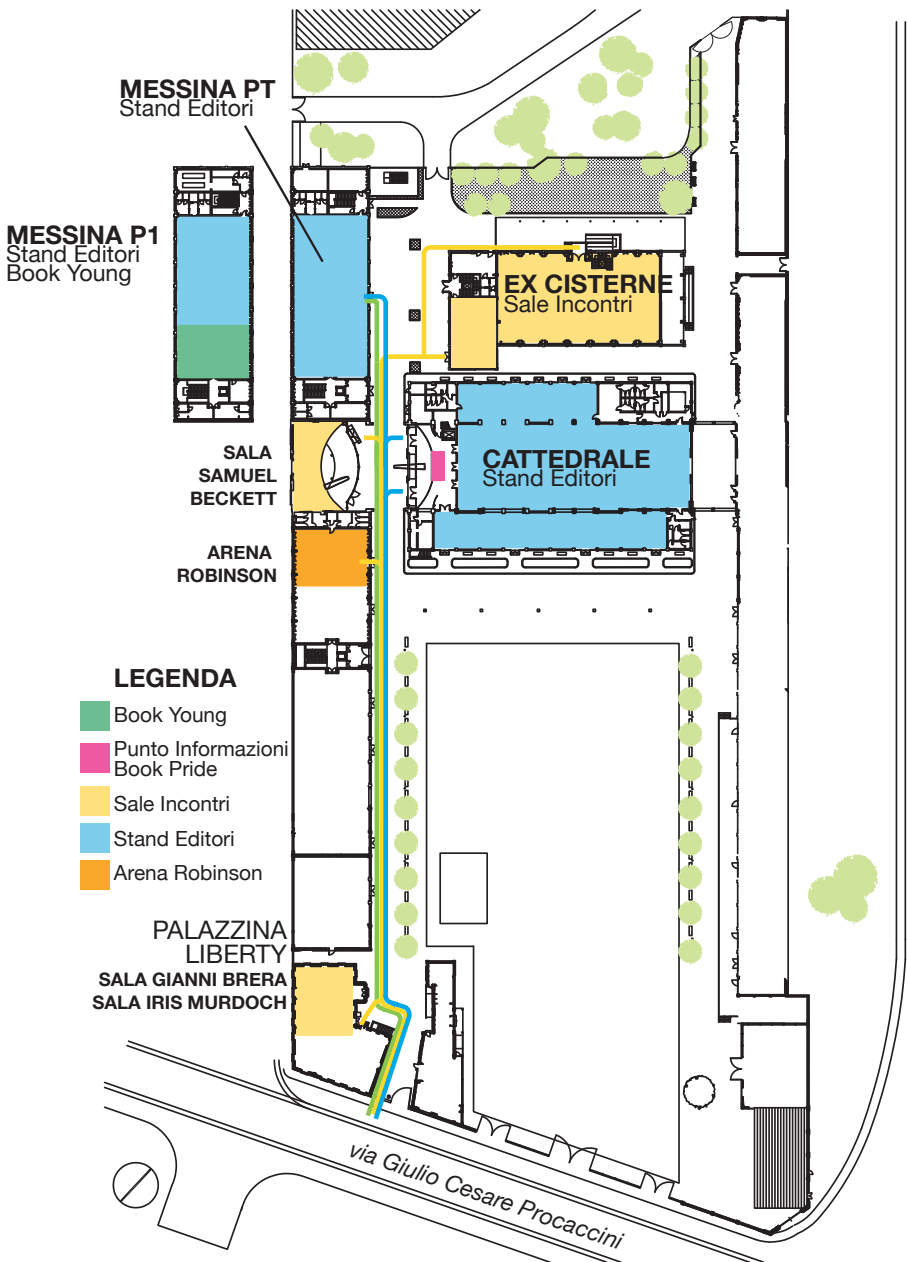 MESSINA PT
Stand Editori
MESSINA P1
Stand Editori
Book Young
EX CISTERNE
Sale Incontri
SALA
SAMUEL
BECKETT
CATTEDRALE
Stand Editori
ARENA
ROBINSON
LEGENDA
Book Young
Punto Informazioni
Book Pride
Sale Incontri
Stand Editori
Arena Robinson
PALAZZINA
LIBERTY
SALA GIANNI BRERA
SALA IRIS MURDOCH
via Giulio Cesare Procaccini